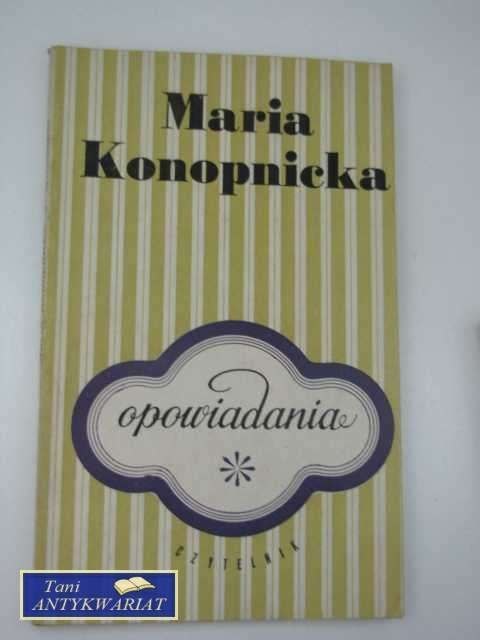 Maria
Konopnicka
opowiadania
CZYTELNIK
Tani
ANTYKWARIAT